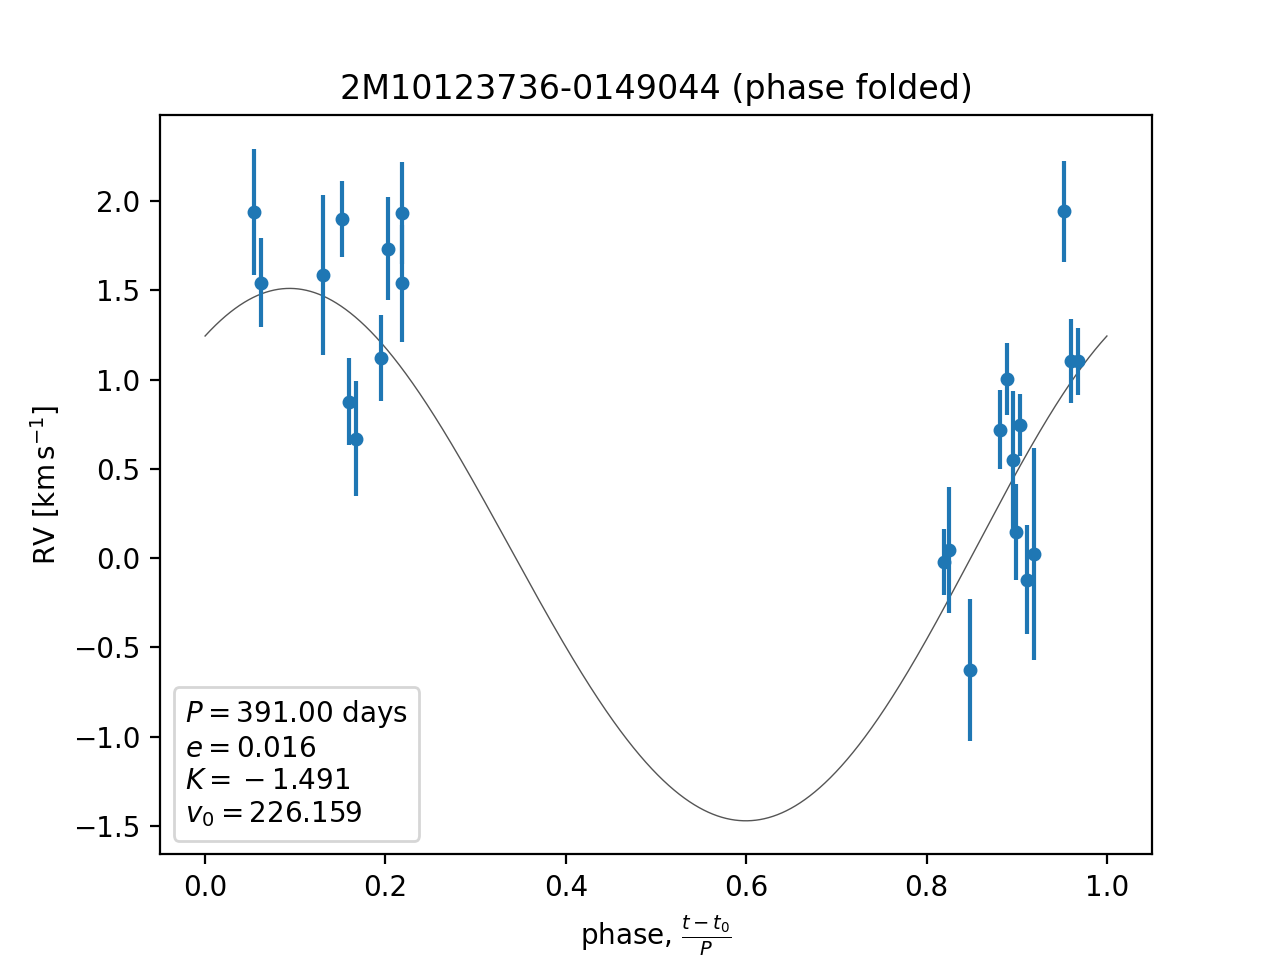 2M10123736-0149044 (phase folded)
RV [km s⁻¹]
2.0
1.5
1.0
0.5
0.0
−0.5
−1.0
−1.5
P = 391.00 days
e = 0.016
K = −1.491
v₀ = 226.159
0.0 0.2 0.4 0.6 0.8 1.0
phase, (t − t₀)/P